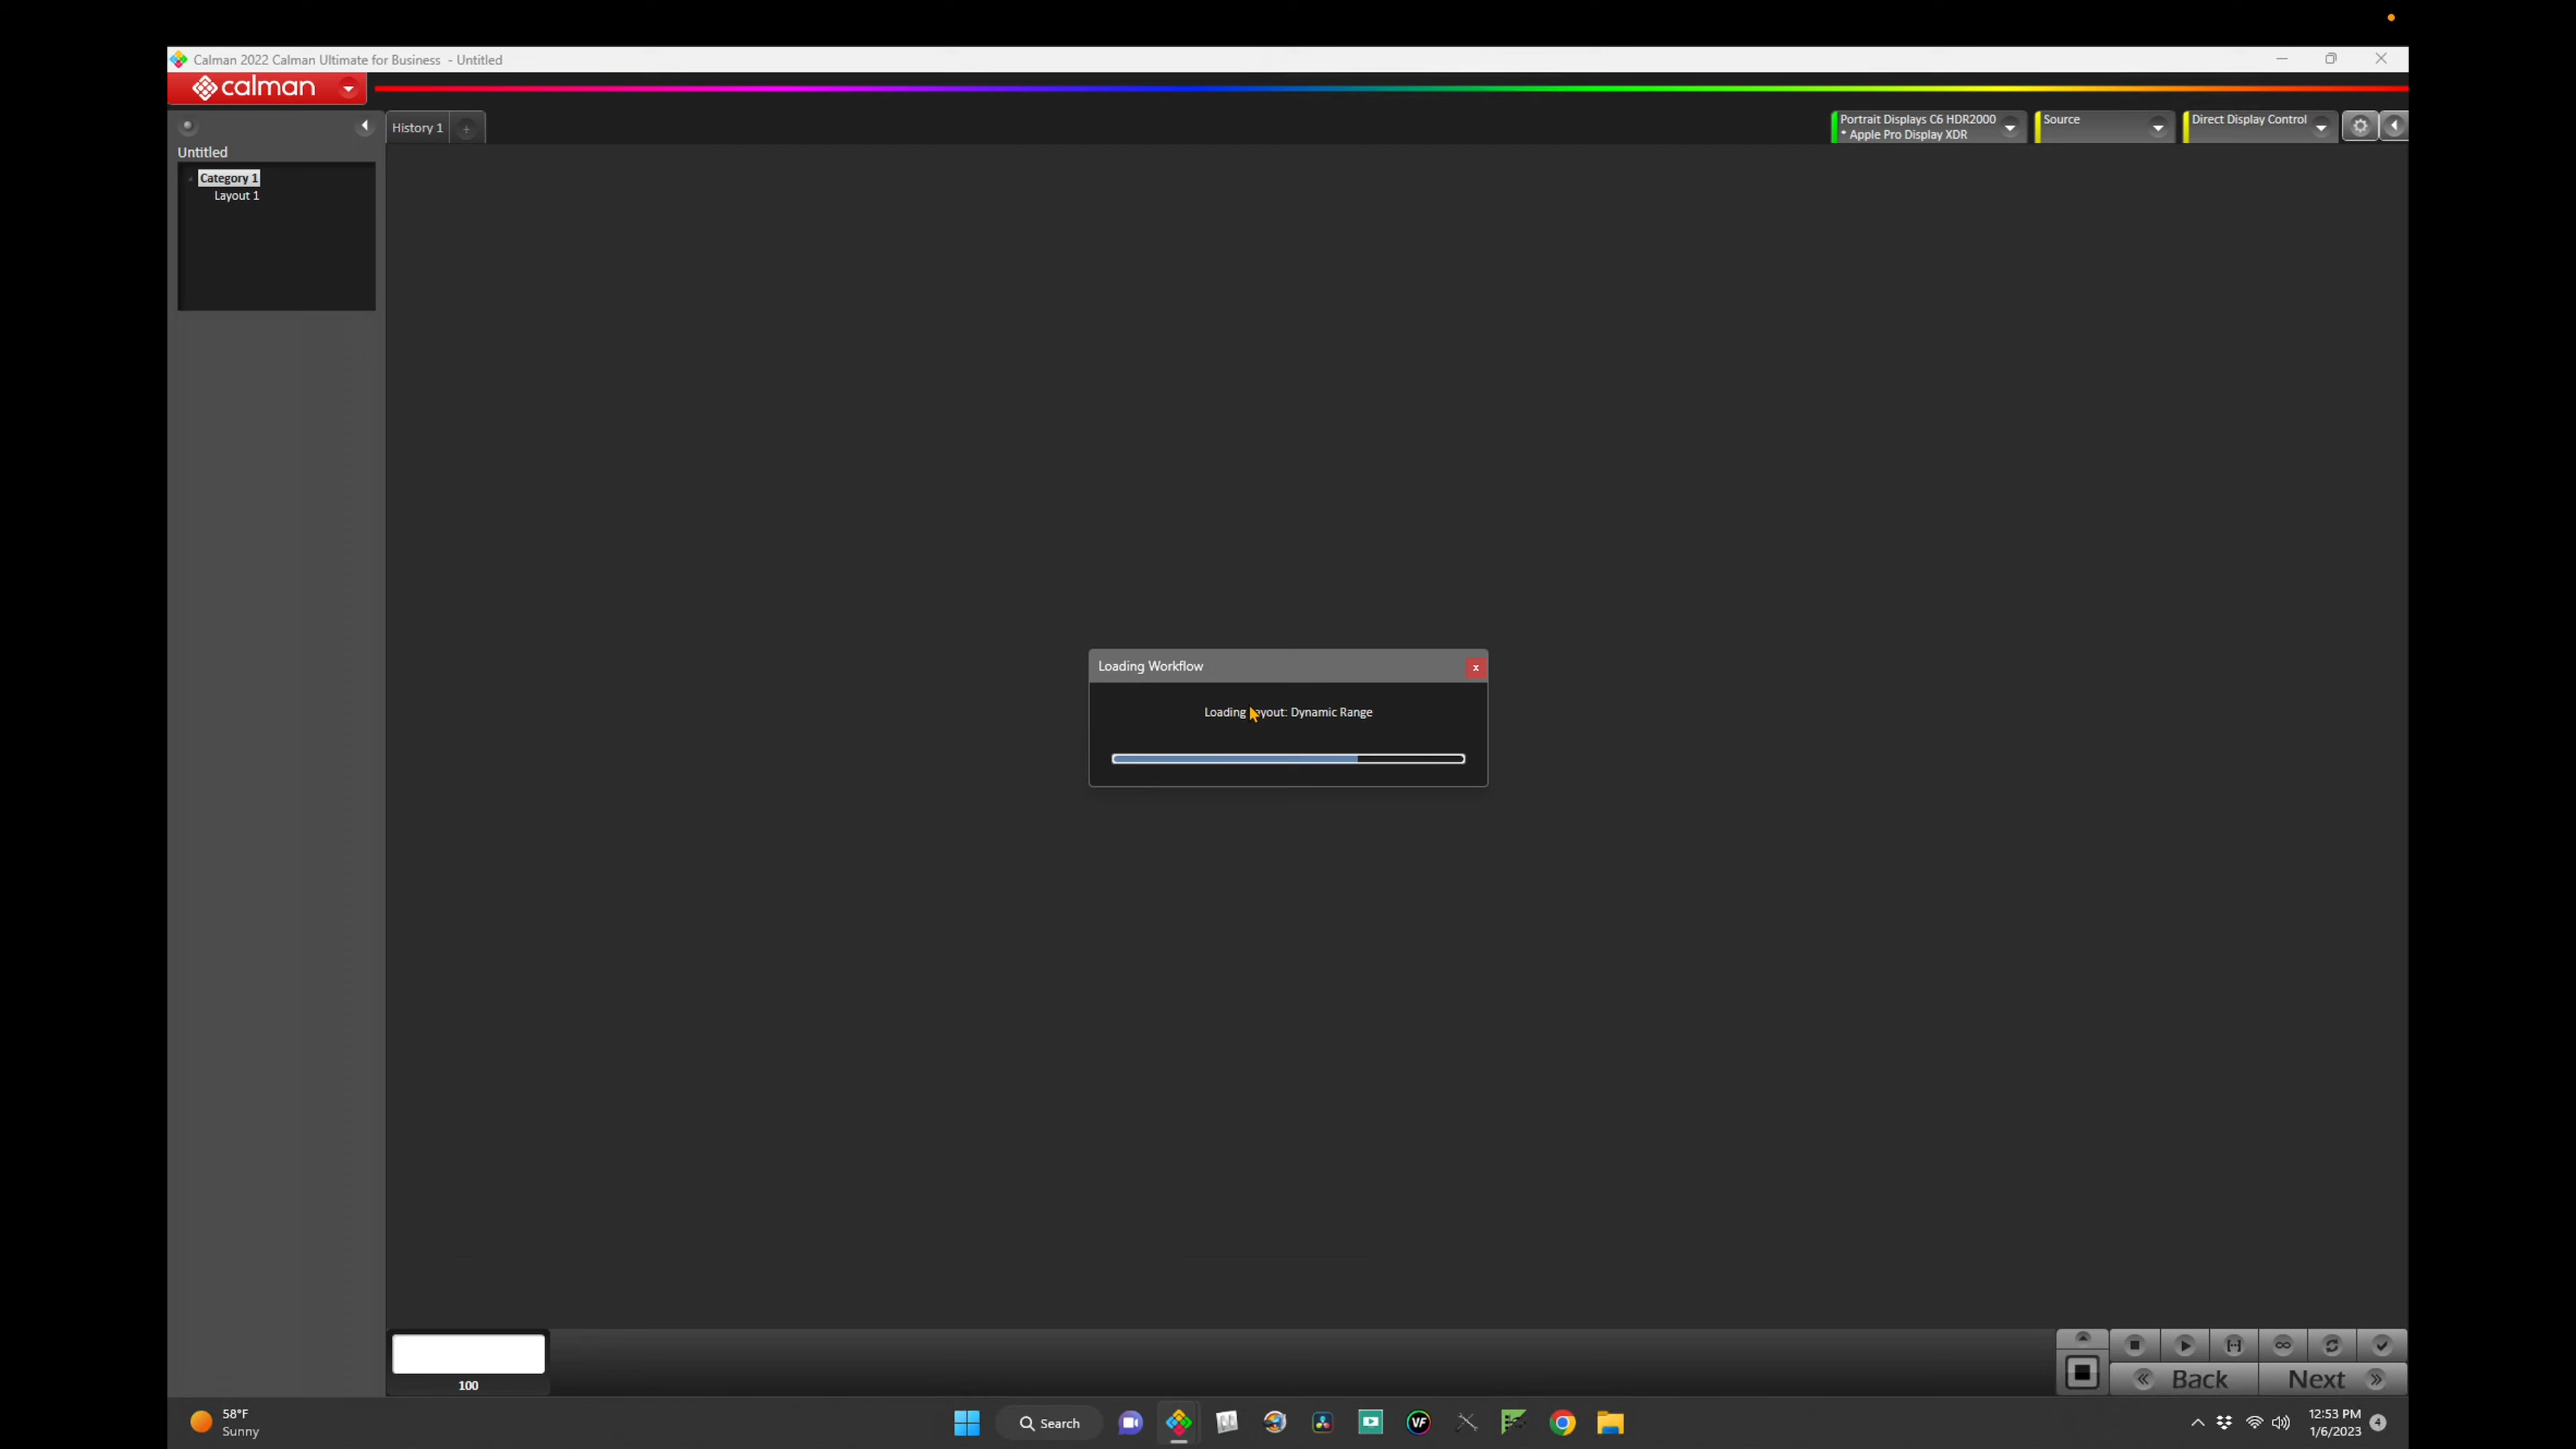 Calman 2022 Calman Ultimate for Business - Untitled
calman
History 1
Portrait Displays C6 HDR2000
* Apple Pro Display XDR
Source
Direct Display Control
Untitled
Category 1
Layout 1
Loading Workflow
x
Loading Layout: Dynamic Range
100
Back
Next
58°F
Sunny
Search
VF
12:53 PM
1/6/2023
4